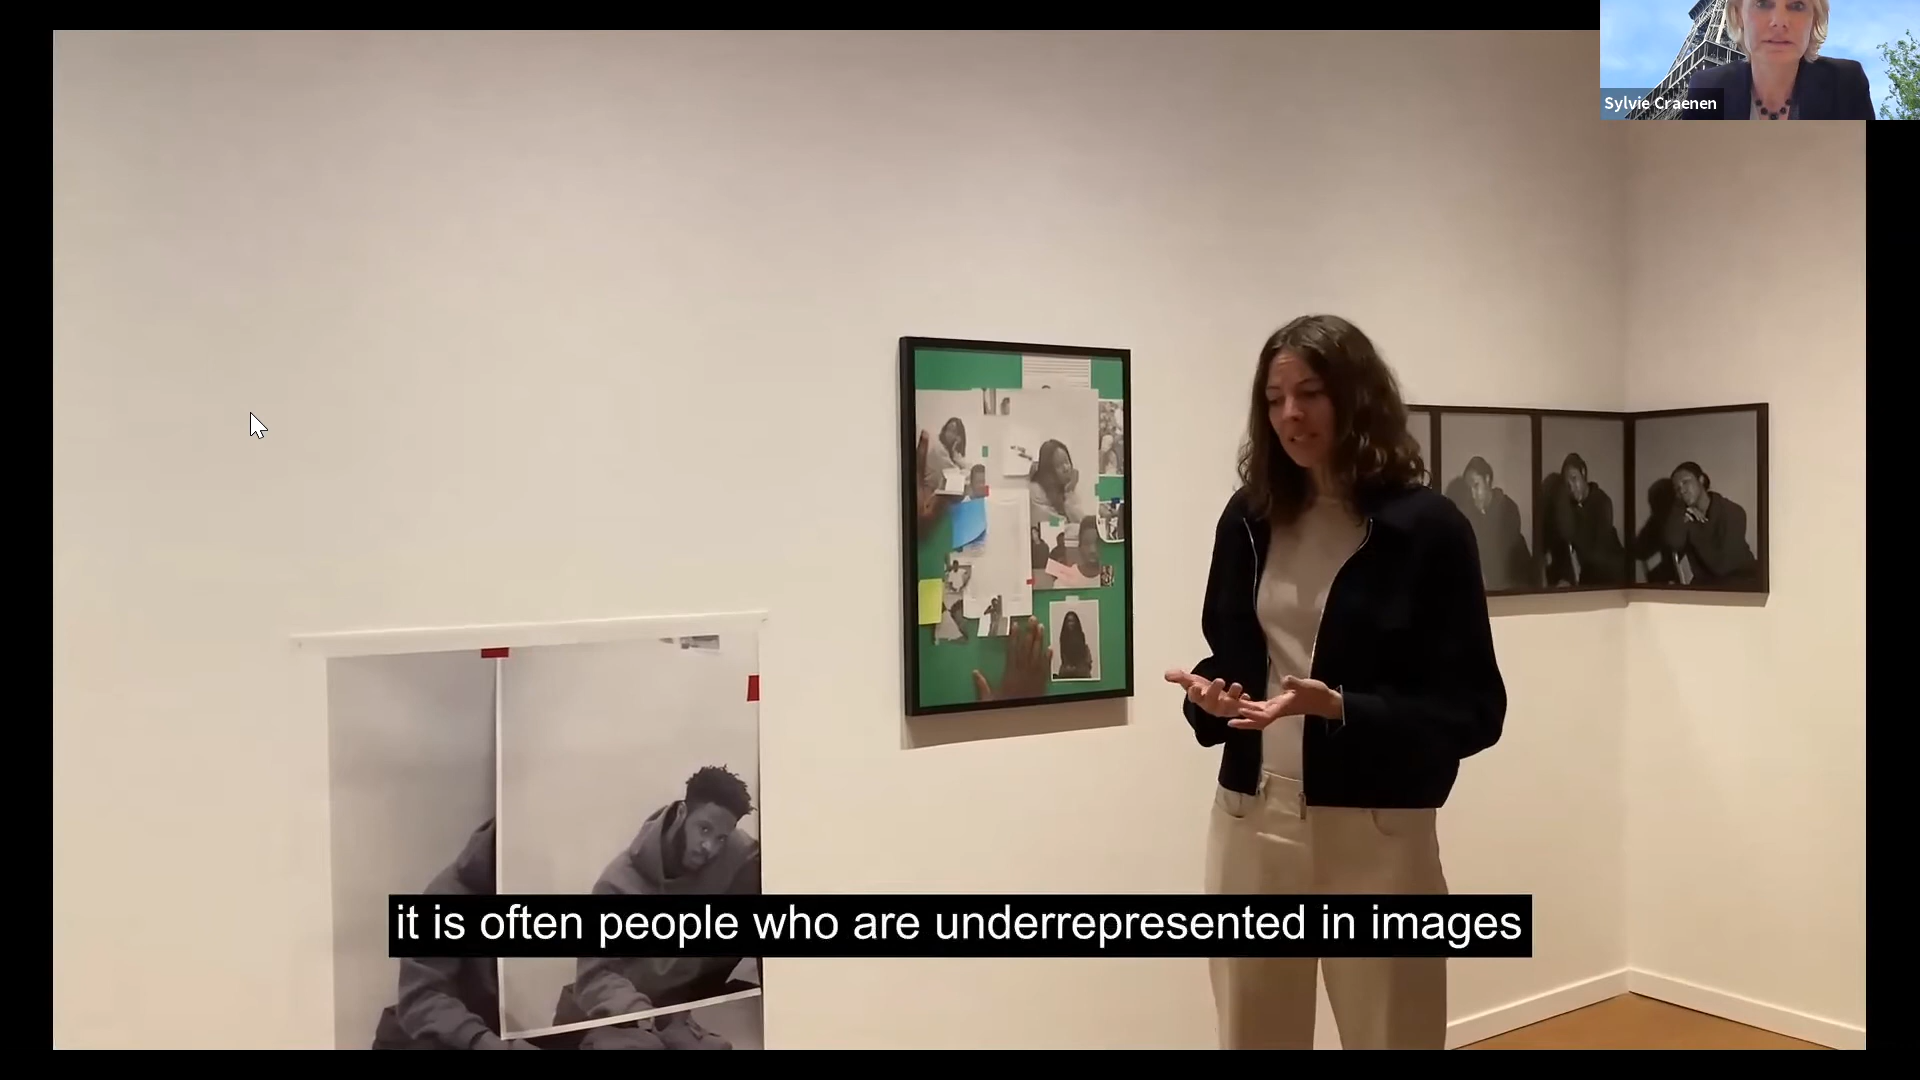 Sylvie Craenen
it is often people who are underrepresented in images